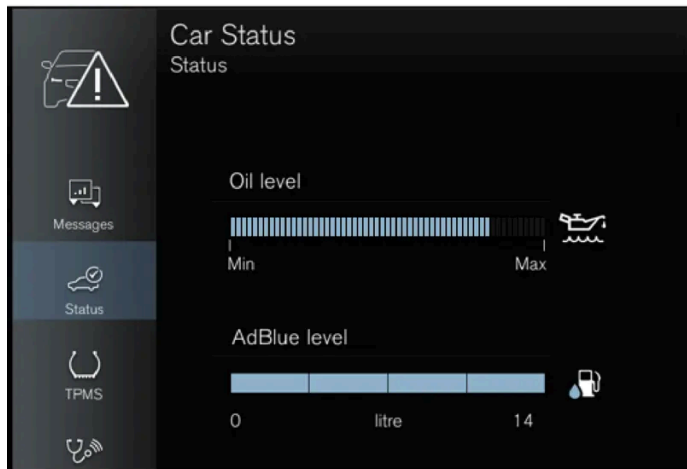 Car Status
Status
Messages
Status
TPMS
Oil level
Min Max
AdBlue level
0 litre 14